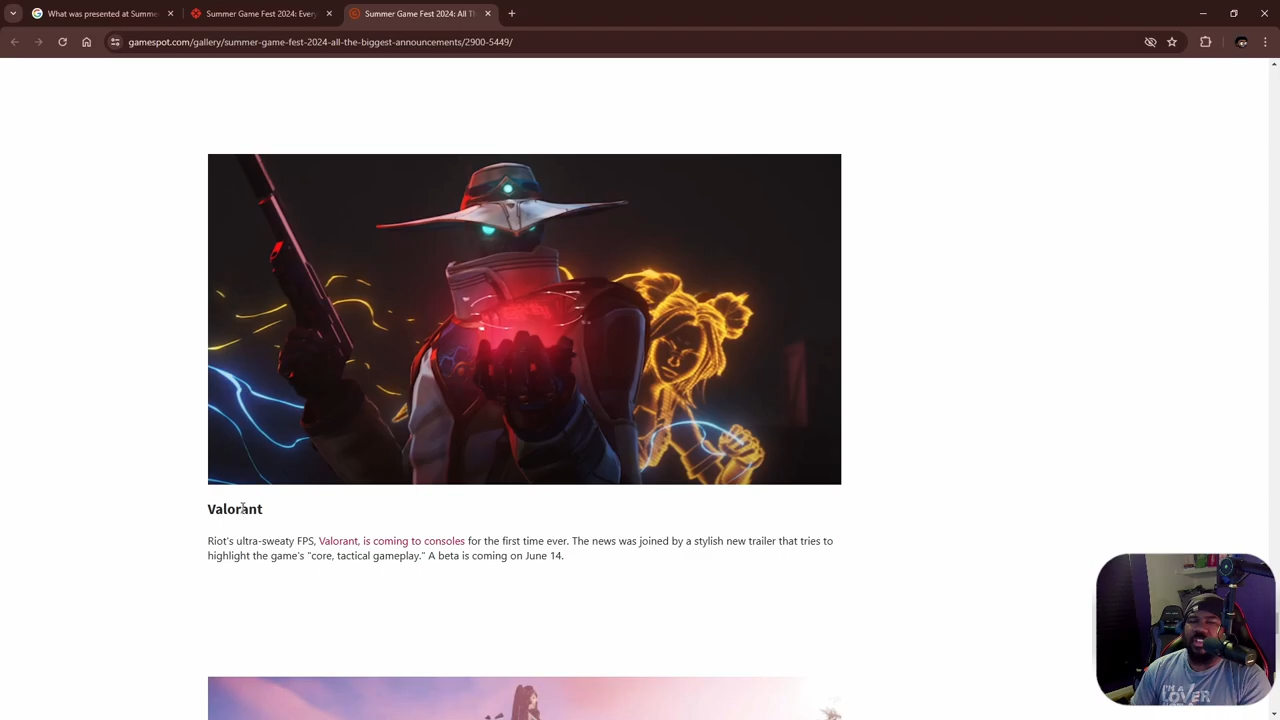 What was presented at Summe
Summer Game Fest 2024: Every
Summer Game Fest 2024: All Th
gamespot.com/gallery/summer-game-fest-2024-all-the-biggest-announcements/2900-5449/
Valorant
Riot's ultra-sweaty FPS, Valorant, is coming to consoles for the first time ever. The news was joined by a stylish new trailer that tries to
highlight the game's "core, tactical gameplay." A beta is coming on June 14.
I'M A
LOVER